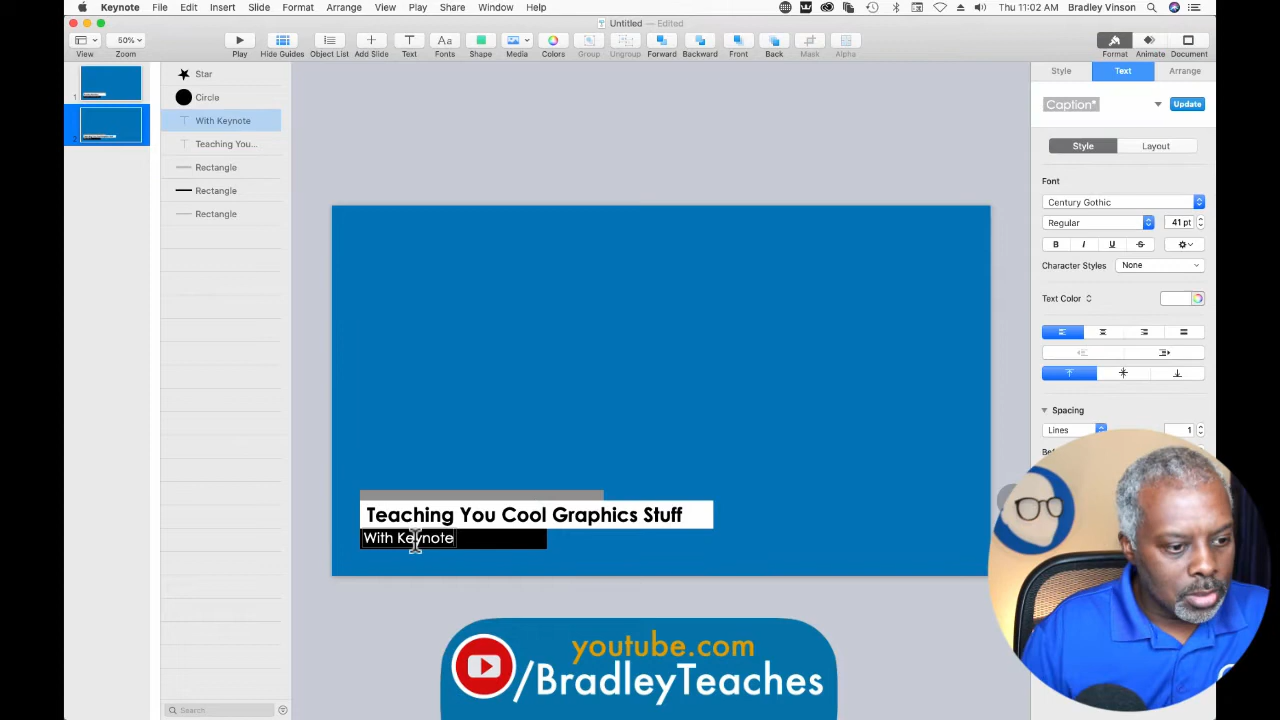 Keynote File Edit Insert Slide Format Arrange View Play Share Window Help Thu 11:02 AM Bradley Vinson
Untitled — Edited
50%
View Zoom Play Hide Guides Object List Add Slide Text Fonts Shape Media Colors Group Ungroup Forward Backward Front Back Mask Alpha Format Animate Document
Style Text Arrange
Star
Circle
With Keynote
Teaching You...
Rectangle
Rectangle
Rectangle
1
2
Caption* Update
Style Layout
Font
Century Gothic
Regular 41 pt
B I U S
Character Styles None
Text Color
Spacing
Lines 1
Teaching You Cool Graphics Stuff
With Keynote
youtube.com
/BradleyTeaches
Search